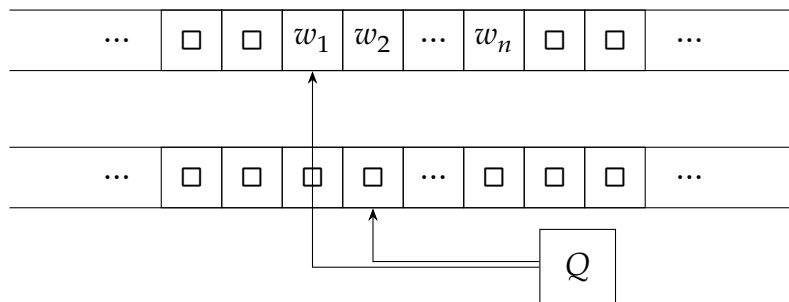 ... □ □ w₁ w₂ ... wₙ □ □ ...
... □ □ □ □ ... □ □ □ ...
Q